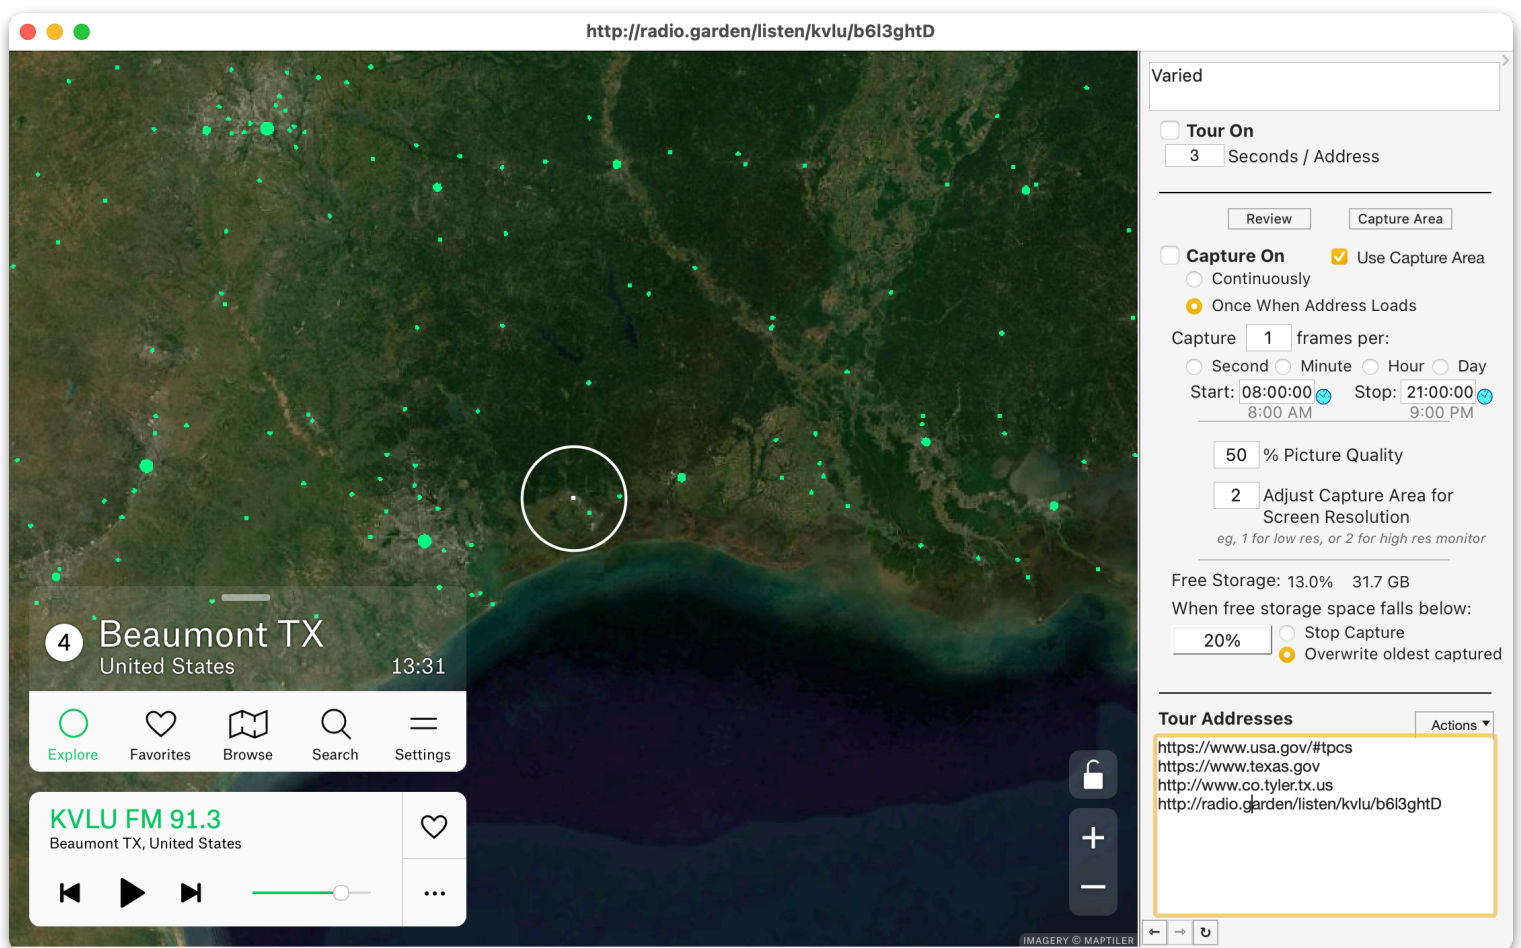 http://radio.garden/listen/kvlu/b6l3ghtD
Varied
Tour On
3 Seconds / Address
Review
Capture Area
Capture On
Use Capture Area
Continuously
Once When Address Loads
Capture 1 frames per:
Second Minute Hour Day
Start: 08:00:00 Stop: 21:00:00
8:00 AM 9:00 PM
50 % Picture Quality
2 Adjust Capture Area for
Screen Resolution
eg, 1 for low res, or 2 for high res monitor
Free Storage: 13.0% 31.7 GB
When free storage space falls below:
20%
Stop Capture
Overwrite oldest captured
Tour Addresses
Actions
https://www.usa.gov/#tpcs
https://www.texas.gov
http://www.co.tyler.tx.us
http://radio.garden/listen/kvlu/b6l3ghtD
4 Beaumont TX
United States 13:31
Explore Favorites Browse Search Settings
KVLU FM 91.3
Beaumont TX, United States
IMAGERY © MAPTILER